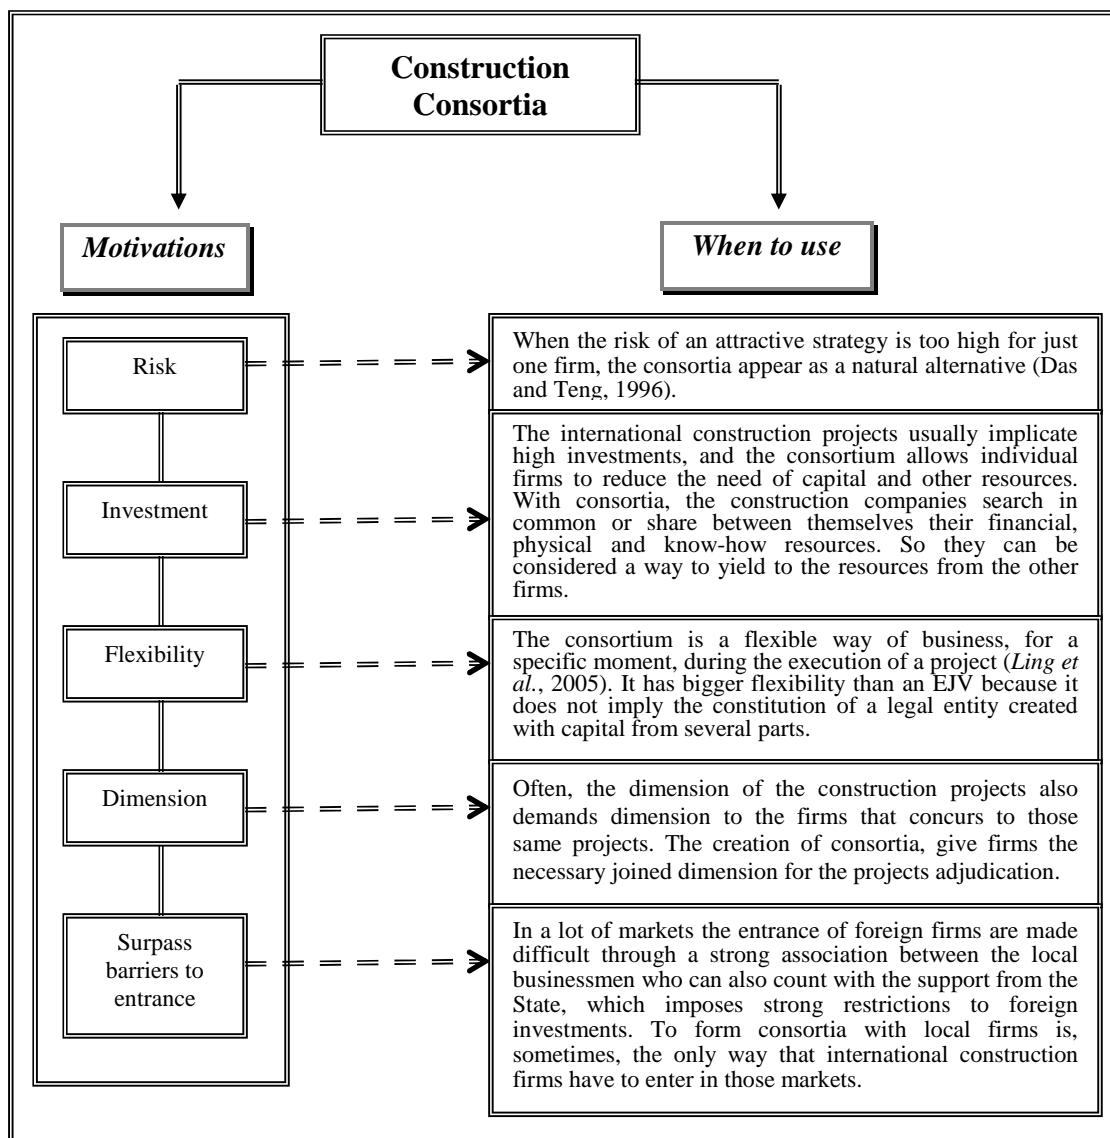 Construction
Consortia
Motivations
When to use
Risk
When the risk of an attractive strategy is too high for just
one firm, the consortia appear as a natural alternative (Das
and Teng, 1996).
Investment
The international construction projects usually implicate
high investments, and the consortium allows individual
firms to reduce the need of capital and other resources.
With consortia, the construction companies search in
common or share between themselves their financial,
physical and know-how resources. So they can be
considered a way to yield to the resources from the other
firms.
Flexibility
The consortium is a flexible way of business, for a
specific moment, during the execution of a project (Ling et
al., 2005). It has bigger flexibility than an EJV because it
does not imply the constitution of a legal entity created
with capital from several parts.
Dimension
Often, the dimension of the construction projects also
demands dimension to the firms that concurs to those
same projects. The creation of consortia, give firms the
necessary joined dimension for the projects adjudication.
Surpass
barriers to
entrance
In a lot of markets the entrance of foreign firms are made
difficult through a strong association between the local
businessmen who can also count with the support from the
State, which imposes strong restrictions to foreign
investments. To form consortia with local firms is,
sometimes, the only way that international construction
firms have to enter in those markets.